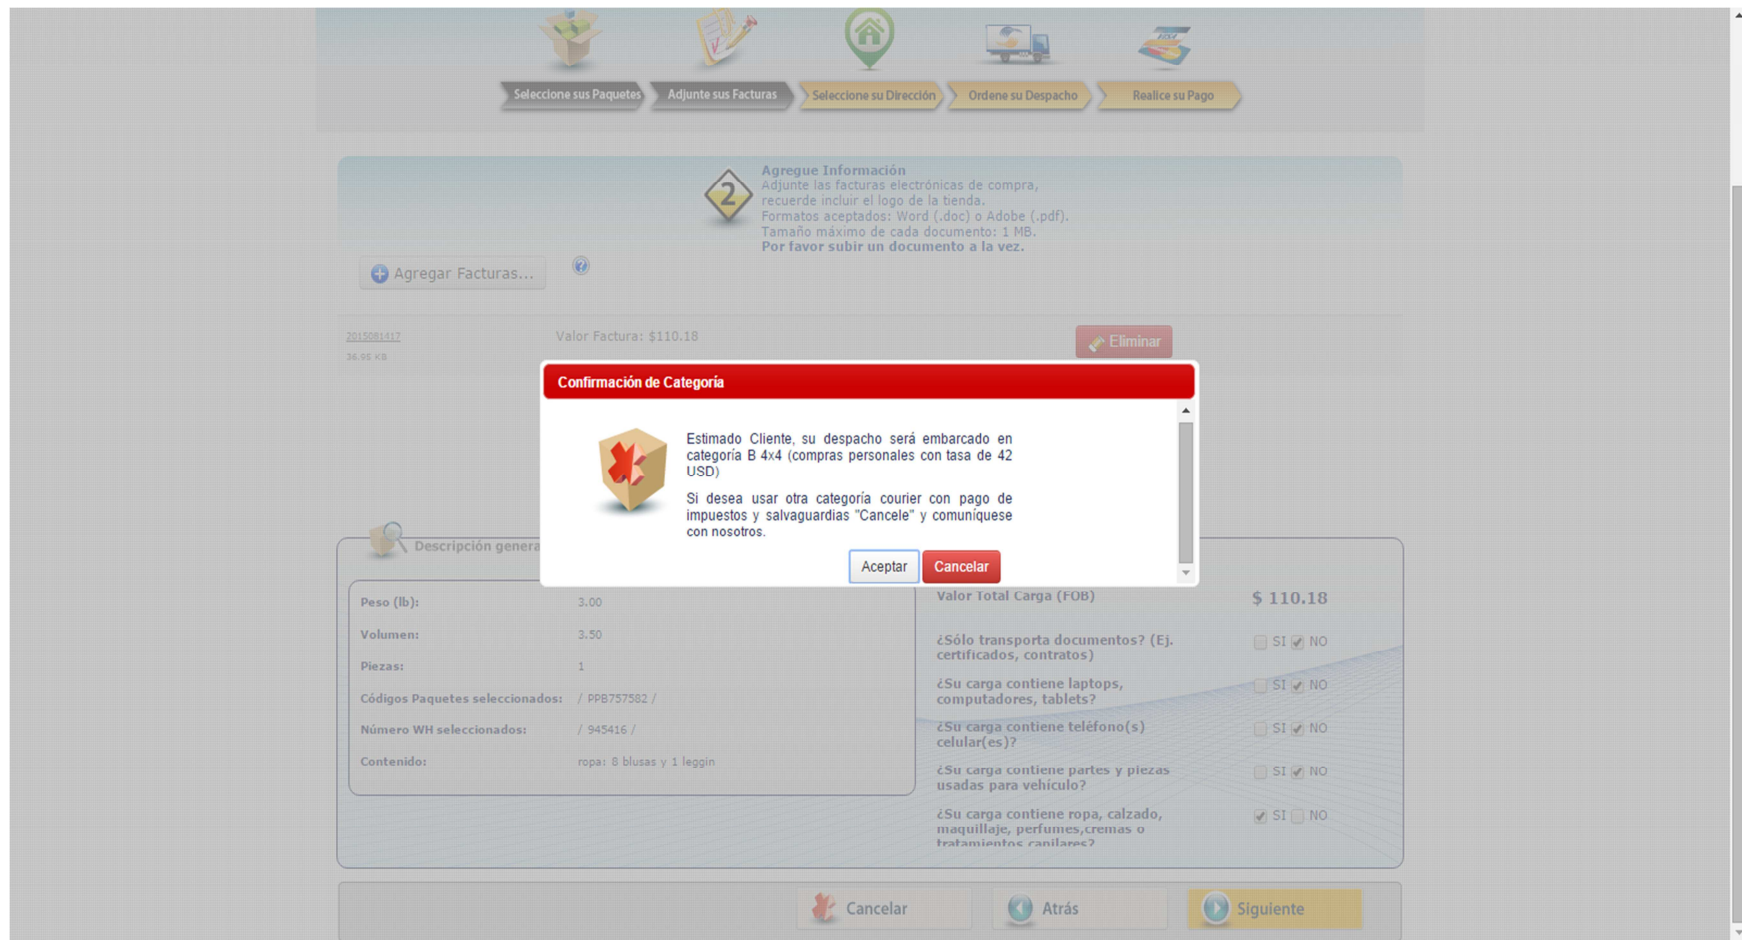 VISA
Seleccione sus Paquetes
Adjunte sus Facturas
Seleccione su Dirección
Ordene su Despacho
Realice su Pago
2
Agregue Información
Adjunte las facturas electrónicas de compra,
recuerde incluir el logo de la tienda.
Formatos aceptados: Word (.doc) o Adobe (.pdf).
Tamaño máximo de cada documento: 1 MB.
Por favor subir un documento a la vez.
Agregar Facturas...
?
2015081417
Valor Factura: $110.18
Eliminar
36.95 KB
Confirmación de Categoría
Estimado Cliente, su despacho será embarcado en
categoría B 4x4 (compras personales con tasa de 42
USD)
Si desea usar otra categoría courier con pago de
impuestos y salvaguardias "Cancele" y comuníquese
con nosotros.
Aceptar
Cancelar
Descripción genera
Peso (lb): 3.00
Volumen: 3.50
Piezas: 1
Códigos Paquetes seleccionados: / PPB757582 /
Número WH seleccionados: / 945416 /
Contenido: ropa: 8 blusas y 1 leggin
Valor Total Carga (FOB) $ 110.18
¿Sólo transporta documentos? (Ej. SI NO
certificados, contratos)
¿Su carga contiene laptops, SI NO
computadores, tablets?
¿Su carga contiene teléfono(s) SI NO
celular(es)?
¿Su carga contiene partes y piezas SI NO
usadas para vehículo?
¿Su carga contiene ropa, calzado, SI NO
maquillaje, perfumes,cremas o
tratamientos capilares?
Cancelar
Atrás
Siguiente